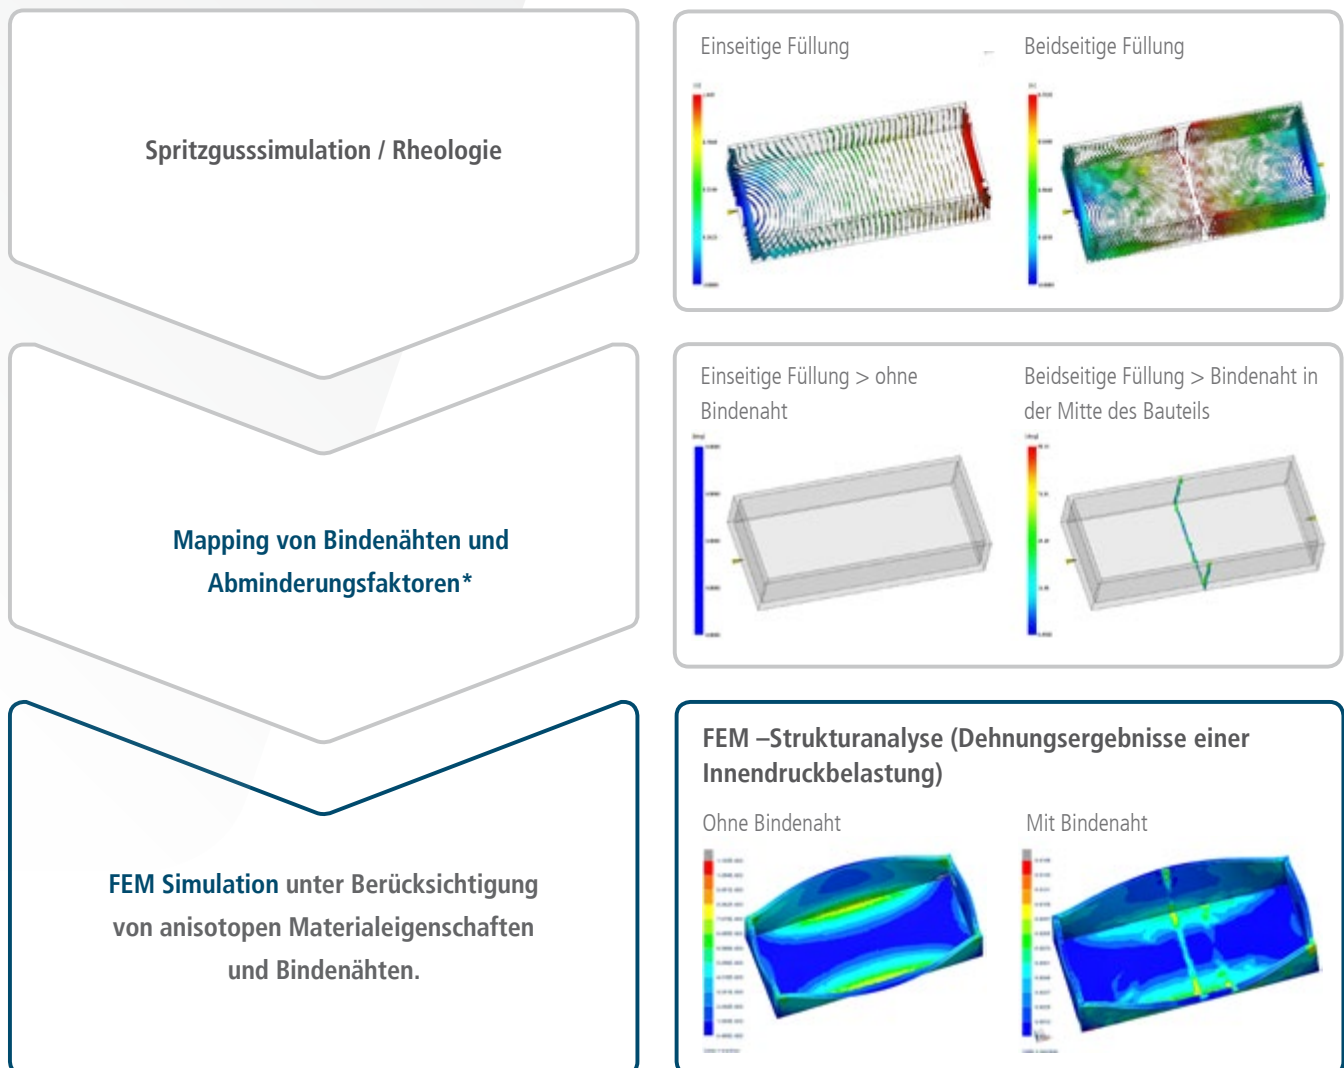 Spritzgusssimulation / Rheologie
Einseitige Füllung
Beidseitige Füllung
Mapping von Bindenähten und
Abminderungsfaktoren*
Einseitige Füllung > ohne
Bindenaht
Beidseitige Füllung > Bindenaht in
der Mitte des Bauteils
FEM Simulation unter Berücksichtigung
von anisotopen Materialeigenschaften
und Bindenähten.
FEM –Strukturanalyse (Dehnungsergebnisse einer
Innendruckbelastung)
Ohne Bindenaht
Mit Bindenaht